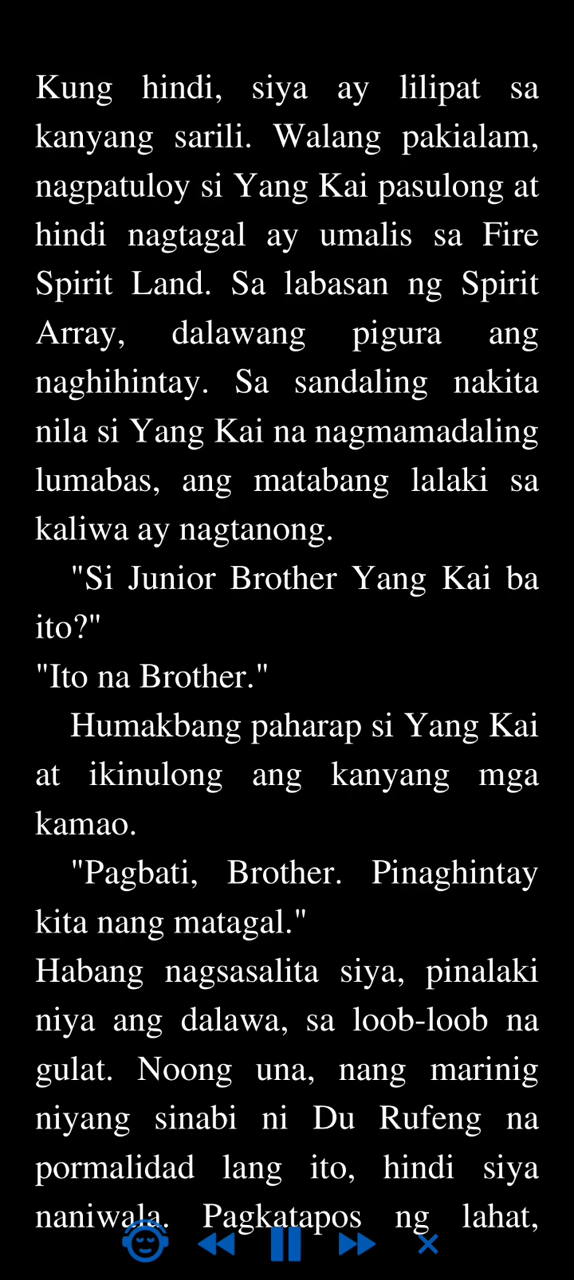 Kung hindi, siya ay lilipat sa
kanyang sarili. Walang pakialam,
nagpatuloy si Yang Kai pasulong at
hindi nagtagal ay umalis sa Fire
Spirit Land. Sa labasan ng Spirit
Array, dalawang pigura ang
naghihintay. Sa sandaling nakita
nila si Yang Kai na nagmamadaling
lumabas, ang matabang lalaki sa
kaliwa ay nagtanong.
"Si Junior Brother Yang Kai ba
ito?"
"Ito na Brother."
Humakbang paharap si Yang Kai
at ikinulong ang kanyang mga
kamao.
"Pagbati, Brother. Pinaghintay
kita nang matagal."
Habang nagsasalita siya, pinalaki
niya ang dalawa, sa loob-loob na
gulat. Noong una, nang marinig
niyang sinabi ni Du Rufeng na
pormalidad lang ito, hindi siya
naniwala. Pagkatapos ng lahat,